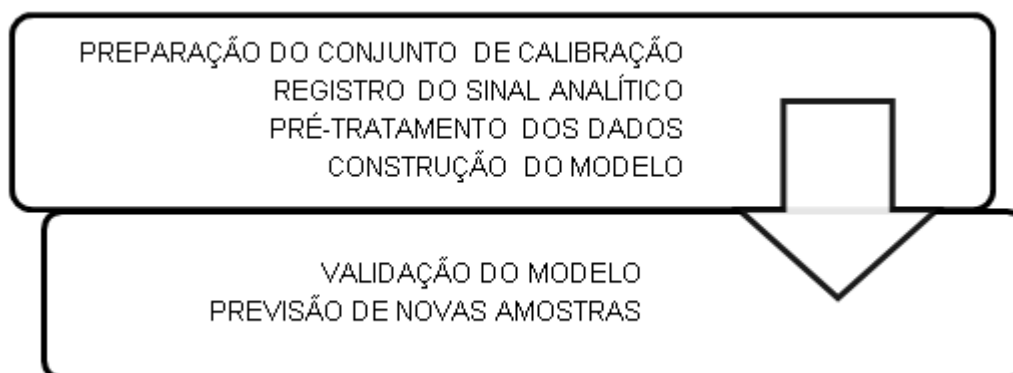 PREPARAÇÃO DO CONJUNTO DE CALIBRAÇÃO
REGISTRO DO SINAL ANALÍTICO
PRÉ-TRATAMENTO DOS DADOS
CONSTRUÇÃO DO MODELO
VALIDAÇÃO DO MODELO
PREVISÃO DE NOVAS AMOSTRAS